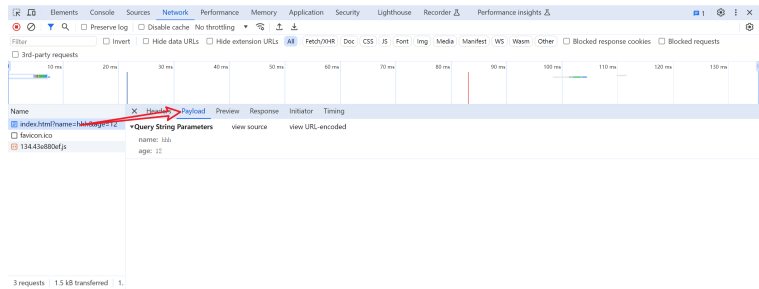 Elements Console Sources Network Performance Memory Application Security Lighthouse Recorder Performance insights 1
Preserve log Disable cache No throttling
Filter Invert Hide data URLs Hide extension URLs All Fetch/XHR Doc CSS JS Font Img Media Manifest WS Wasm Other Blocked response cookies Blocked requests
3rd-party requests
10 ms 20 ms 30 ms 40 ms 50 ms 60 ms 70 ms 80 ms 90 ms 100 ms 110 ms 120 ms 130 ms
Name × Headers Payload Preview Response Initiator Timing
index.html?name=hhh&age=12 ▾Query String Parameters view source view URL-encoded
favicon.ico name: hhh
134.43e880ef.js age: 12
3 requests 1.5 kB transferred 1.